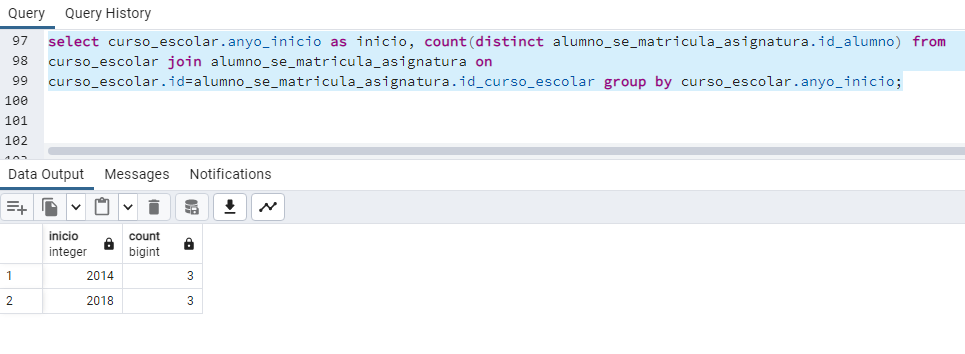 Query Query History
97 select curso_escolar.anyo_inicio as inicio, count(distinct alumno_se_matricula_asignatura.id_alumno) from
98 curso_escolar join alumno_se_matricula_asignatura on
99 curso_escolar.id=alumno_se_matricula_asignatura.id_curso_escolar group by curso_escolar.anyo_inicio;
100
101
102
Data Output Messages Notifications
inicio count
integer bigint
1 2014 3
2 2018 3